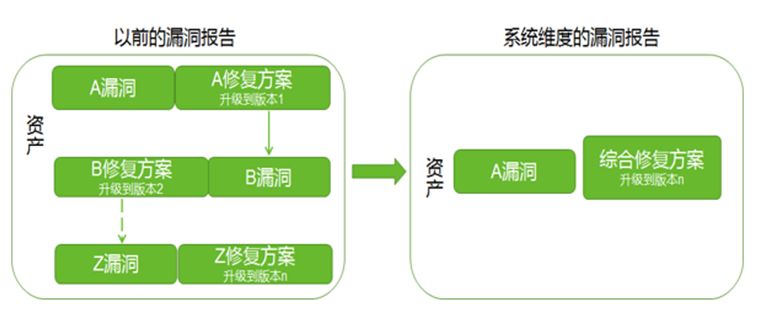 以前的漏洞报告
系统维度的漏洞报告
资产
A漏洞
A修复方案
升级到版本1
B修复方案
升级到版本2
B漏洞
Z漏洞
Z修复方案
升级到版本n
资产
A漏洞
综合修复方案
升级到版本n